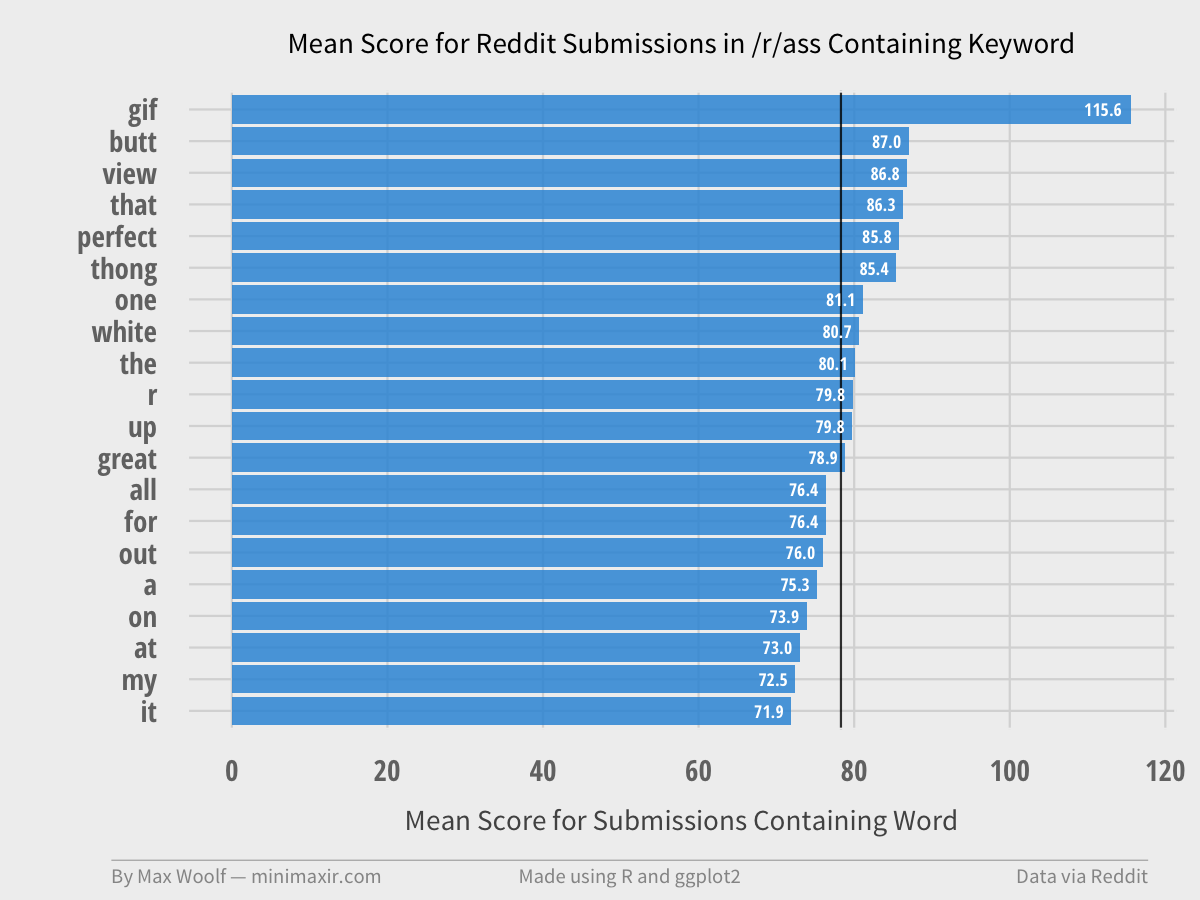 Mean Score for Reddit Submissions in /r/ass Containing Keyword
gif 115.6
butt 87.0
view 86.8
that 86.3
perfect 85.8
thong 85.4
one 81.1
white 80.7
the 80.1
r 79.8
up 79.8
great 78.9
all 76.4
for 76.4
out 76.0
a 75.3
on 73.9
at 73.0
my 72.5
it 71.9
0 20 40 60 80 100 120
Mean Score for Submissions Containing Word
By Max Woolf — minimaxir.com Made using R and ggplot2 Data via Reddit